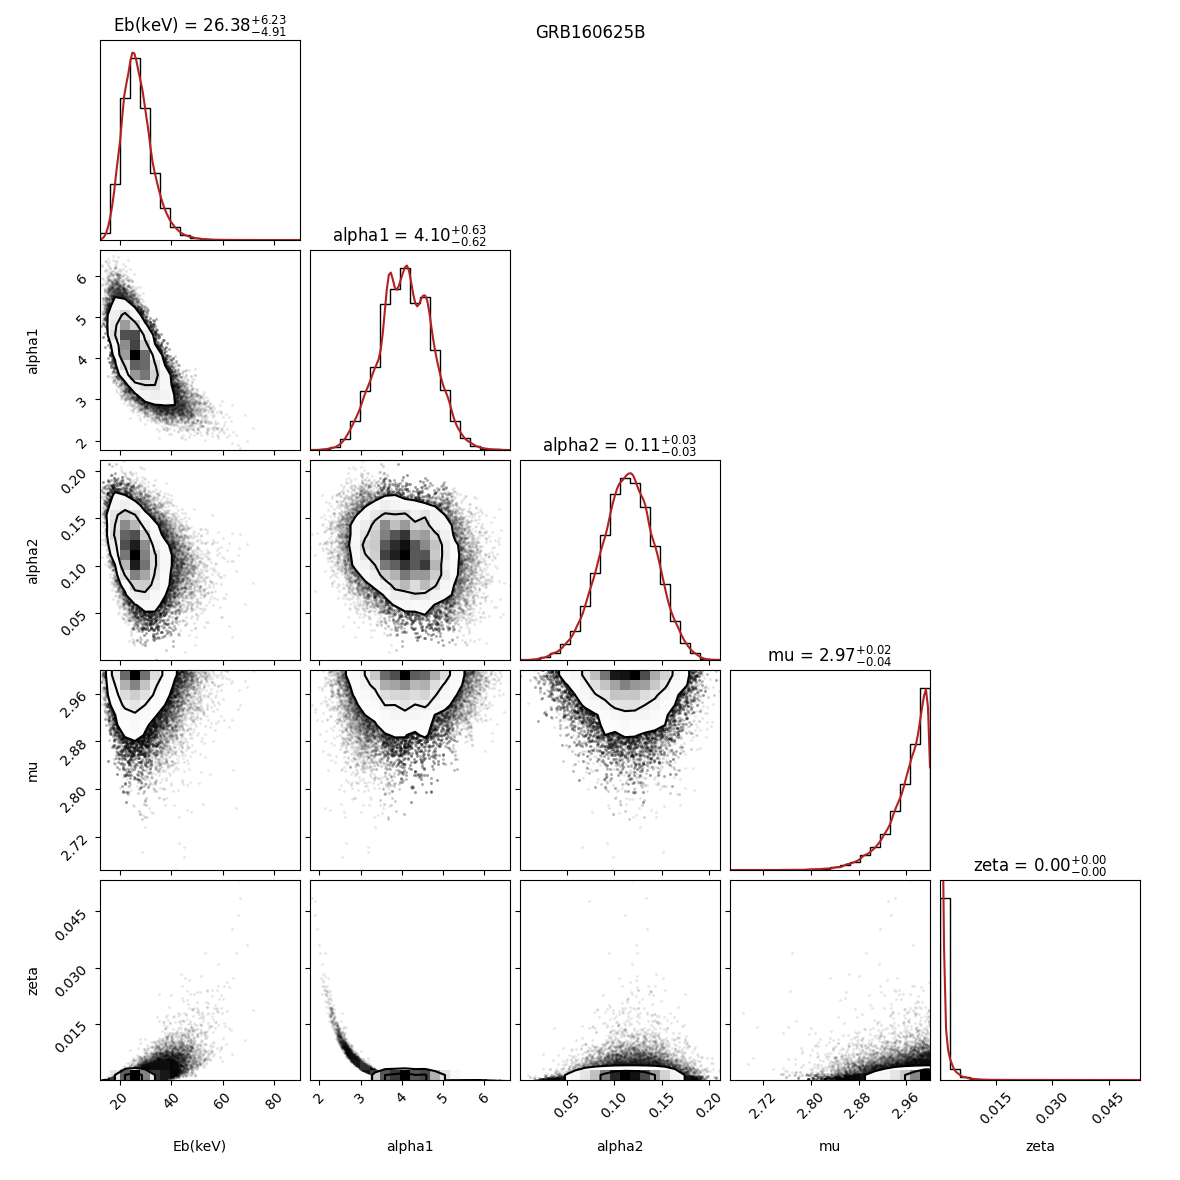 GRB160625B
Eb(keV) = 26.38 +6.23 −4.91
alpha1 = 4.10 +0.63 −0.62
alpha1
6
5
4
3
2
alpha2 = 0.11 +0.03 −0.03
alpha2
0.20
0.15
0.10
0.05
mu = 2.97 +0.02 −0.04
mu
2.96
2.88
2.80
2.72
zeta = 0.00 +0.00 −0.00
zeta
0.045
0.030
0.015
20 40 60 80 2 3 4 5 6 0.05 0.10 0.15 0.20 2.72 2.80 2.88 2.96 0.015 0.030 0.045
Eb(keV) alpha1 alpha2 mu zeta